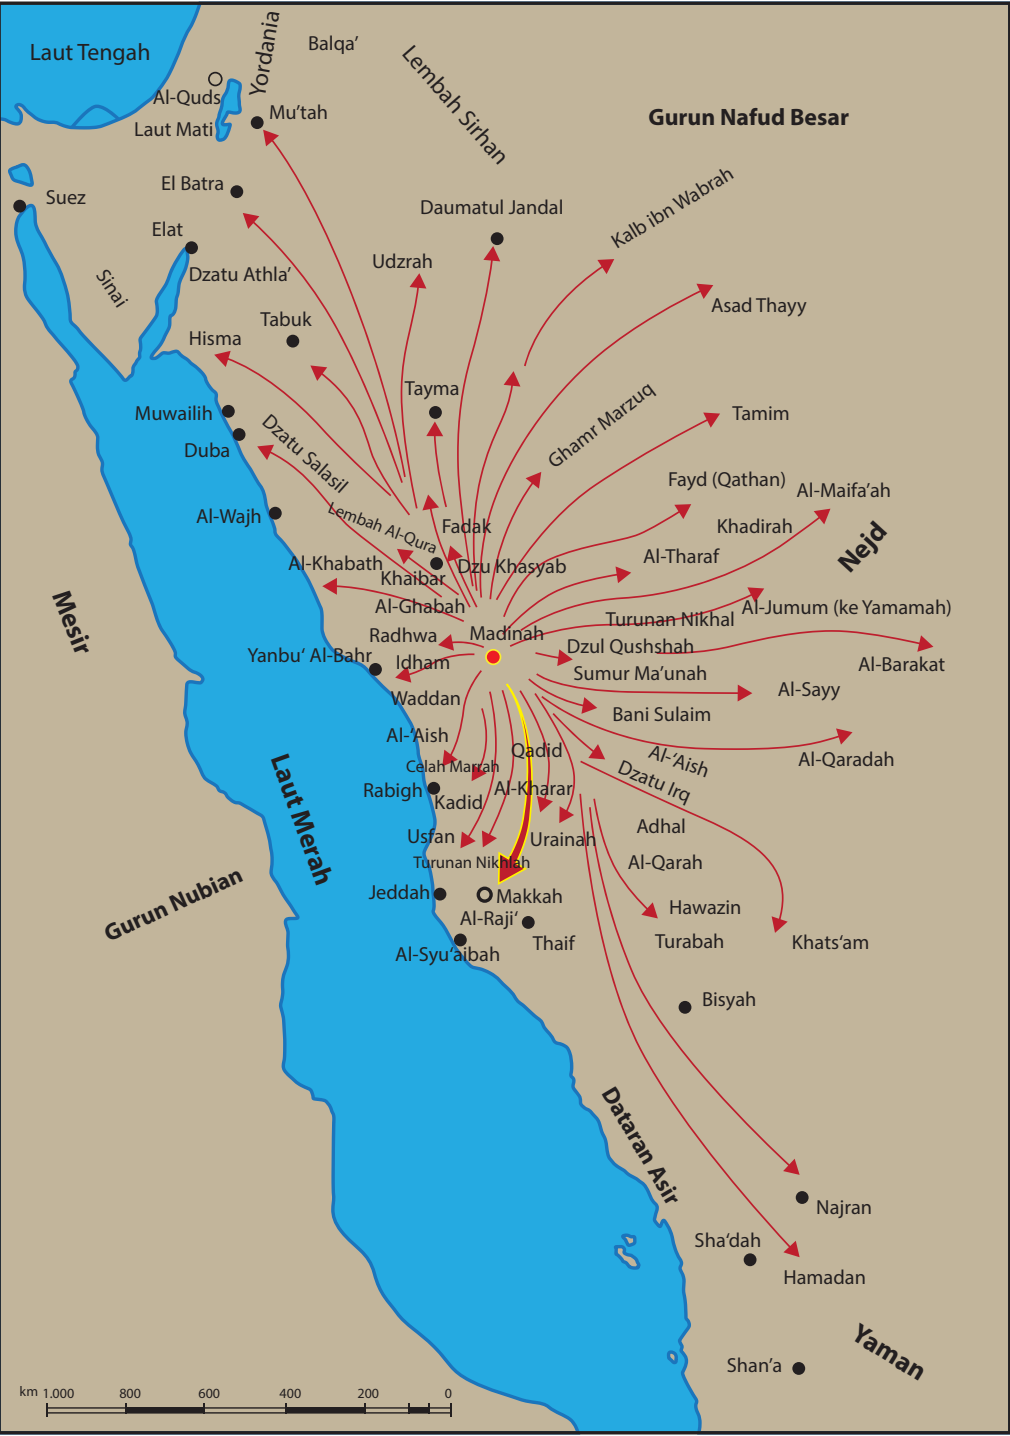 Laut Tengah
Yordania
Balqa’
Lembah Sirhan
Al-Quds
Laut Mati
Mu’tah
Gurun Nafud Besar
El Batra
Suez
Daumatul Jandal
Kalb ibn Wabrah
Elat
Udzrah
Dzatu Athla’
Sinai
Asad Thayy
Tabuk
Hisma
Tayma
Ghamr Marzuq
Tamim
Muwailih
Duba
Dzatu Salasil
Fayd (Qathan)
Al-Maifa’ah
Al-Wajh
Lembah Al-Qura
Fadak
Khadirah
Nejd
Al-Khabath
Khaibar
Dzu Khasyab
Al-Tharaf
Mesir
Al-Ghabah
Turunan Nikhal
Al-Jumum (ke Yamamah)
Radhwa
Madinah
Dzul Qushshah
Yanbu‘ Al-Bahr
Idham
Al-Barakat
Sumur Ma’unah
Waddan
Al-Sayy
Bani Sulaim
Al-‘Aish
Qadid
Al-‘Aish
Al-Qaradah
Celah Marrah
Dzatu Irq
Laut Merah
Rabigh
Kadid
Al-Kharar
Usfan
Urainah
Adhal
Turunan Nikhlah
Al-Qarah
Gurun Nubian
Jeddah
Makkah
Hawazin
Al-Raji‘
Thaif
Turabah
Khats‘am
Al-Syu‘aibah
Bisyah
Dataran Asir
Najran
Sha‘dah
Hamadan
Yaman
Shan’a
km 1.000 800 600 400 200 0